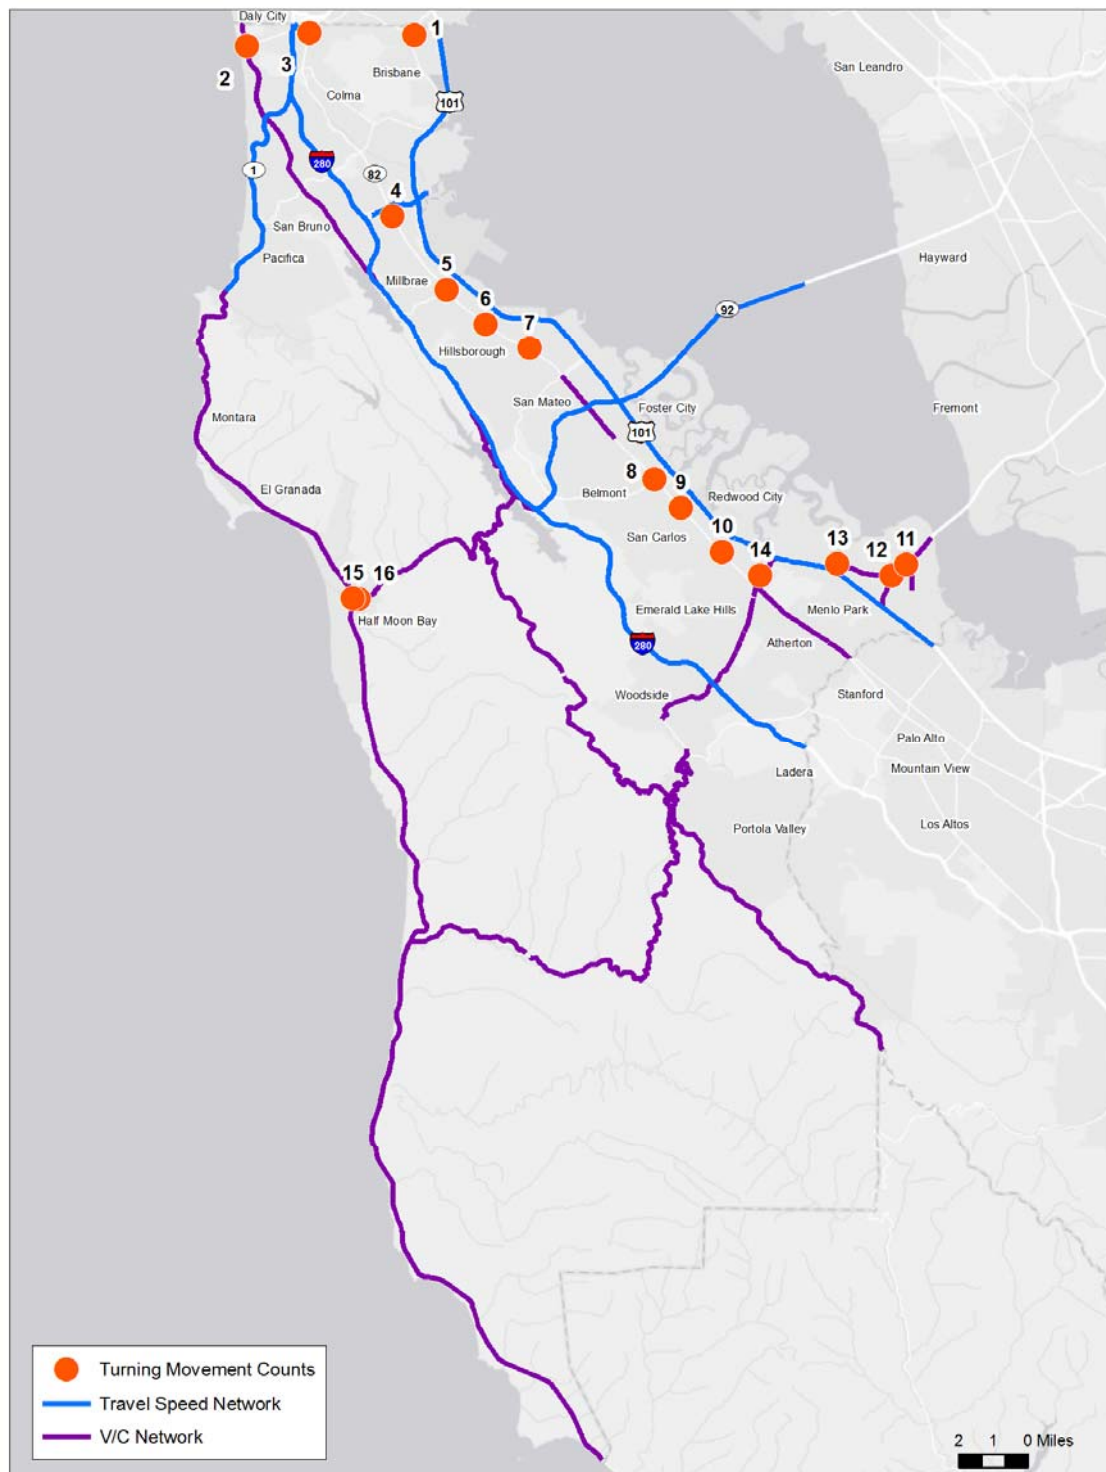 Daly City
1
2
3
Brisbane
San Leandro
Colma
101
280
1
82
4
San Bruno
Pacifica
Hayward
5
Millbrae
6
92
7
Hillsborough
San Mateo
Foster City
Fremont
Montara
101
8
9
El Granada
Belmont
Redwood City
10
San Carlos
13
11
12
14
15
16
Half Moon Bay
Emerald Lake Hills
Menlo Park
280
Atherton
Woodside
Stanford
Palo Alto
Ladera
Mountain View
Portola Valley
Los Altos
Turning Movement Counts
Travel Speed Network
V/C Network
2 1 0 Miles